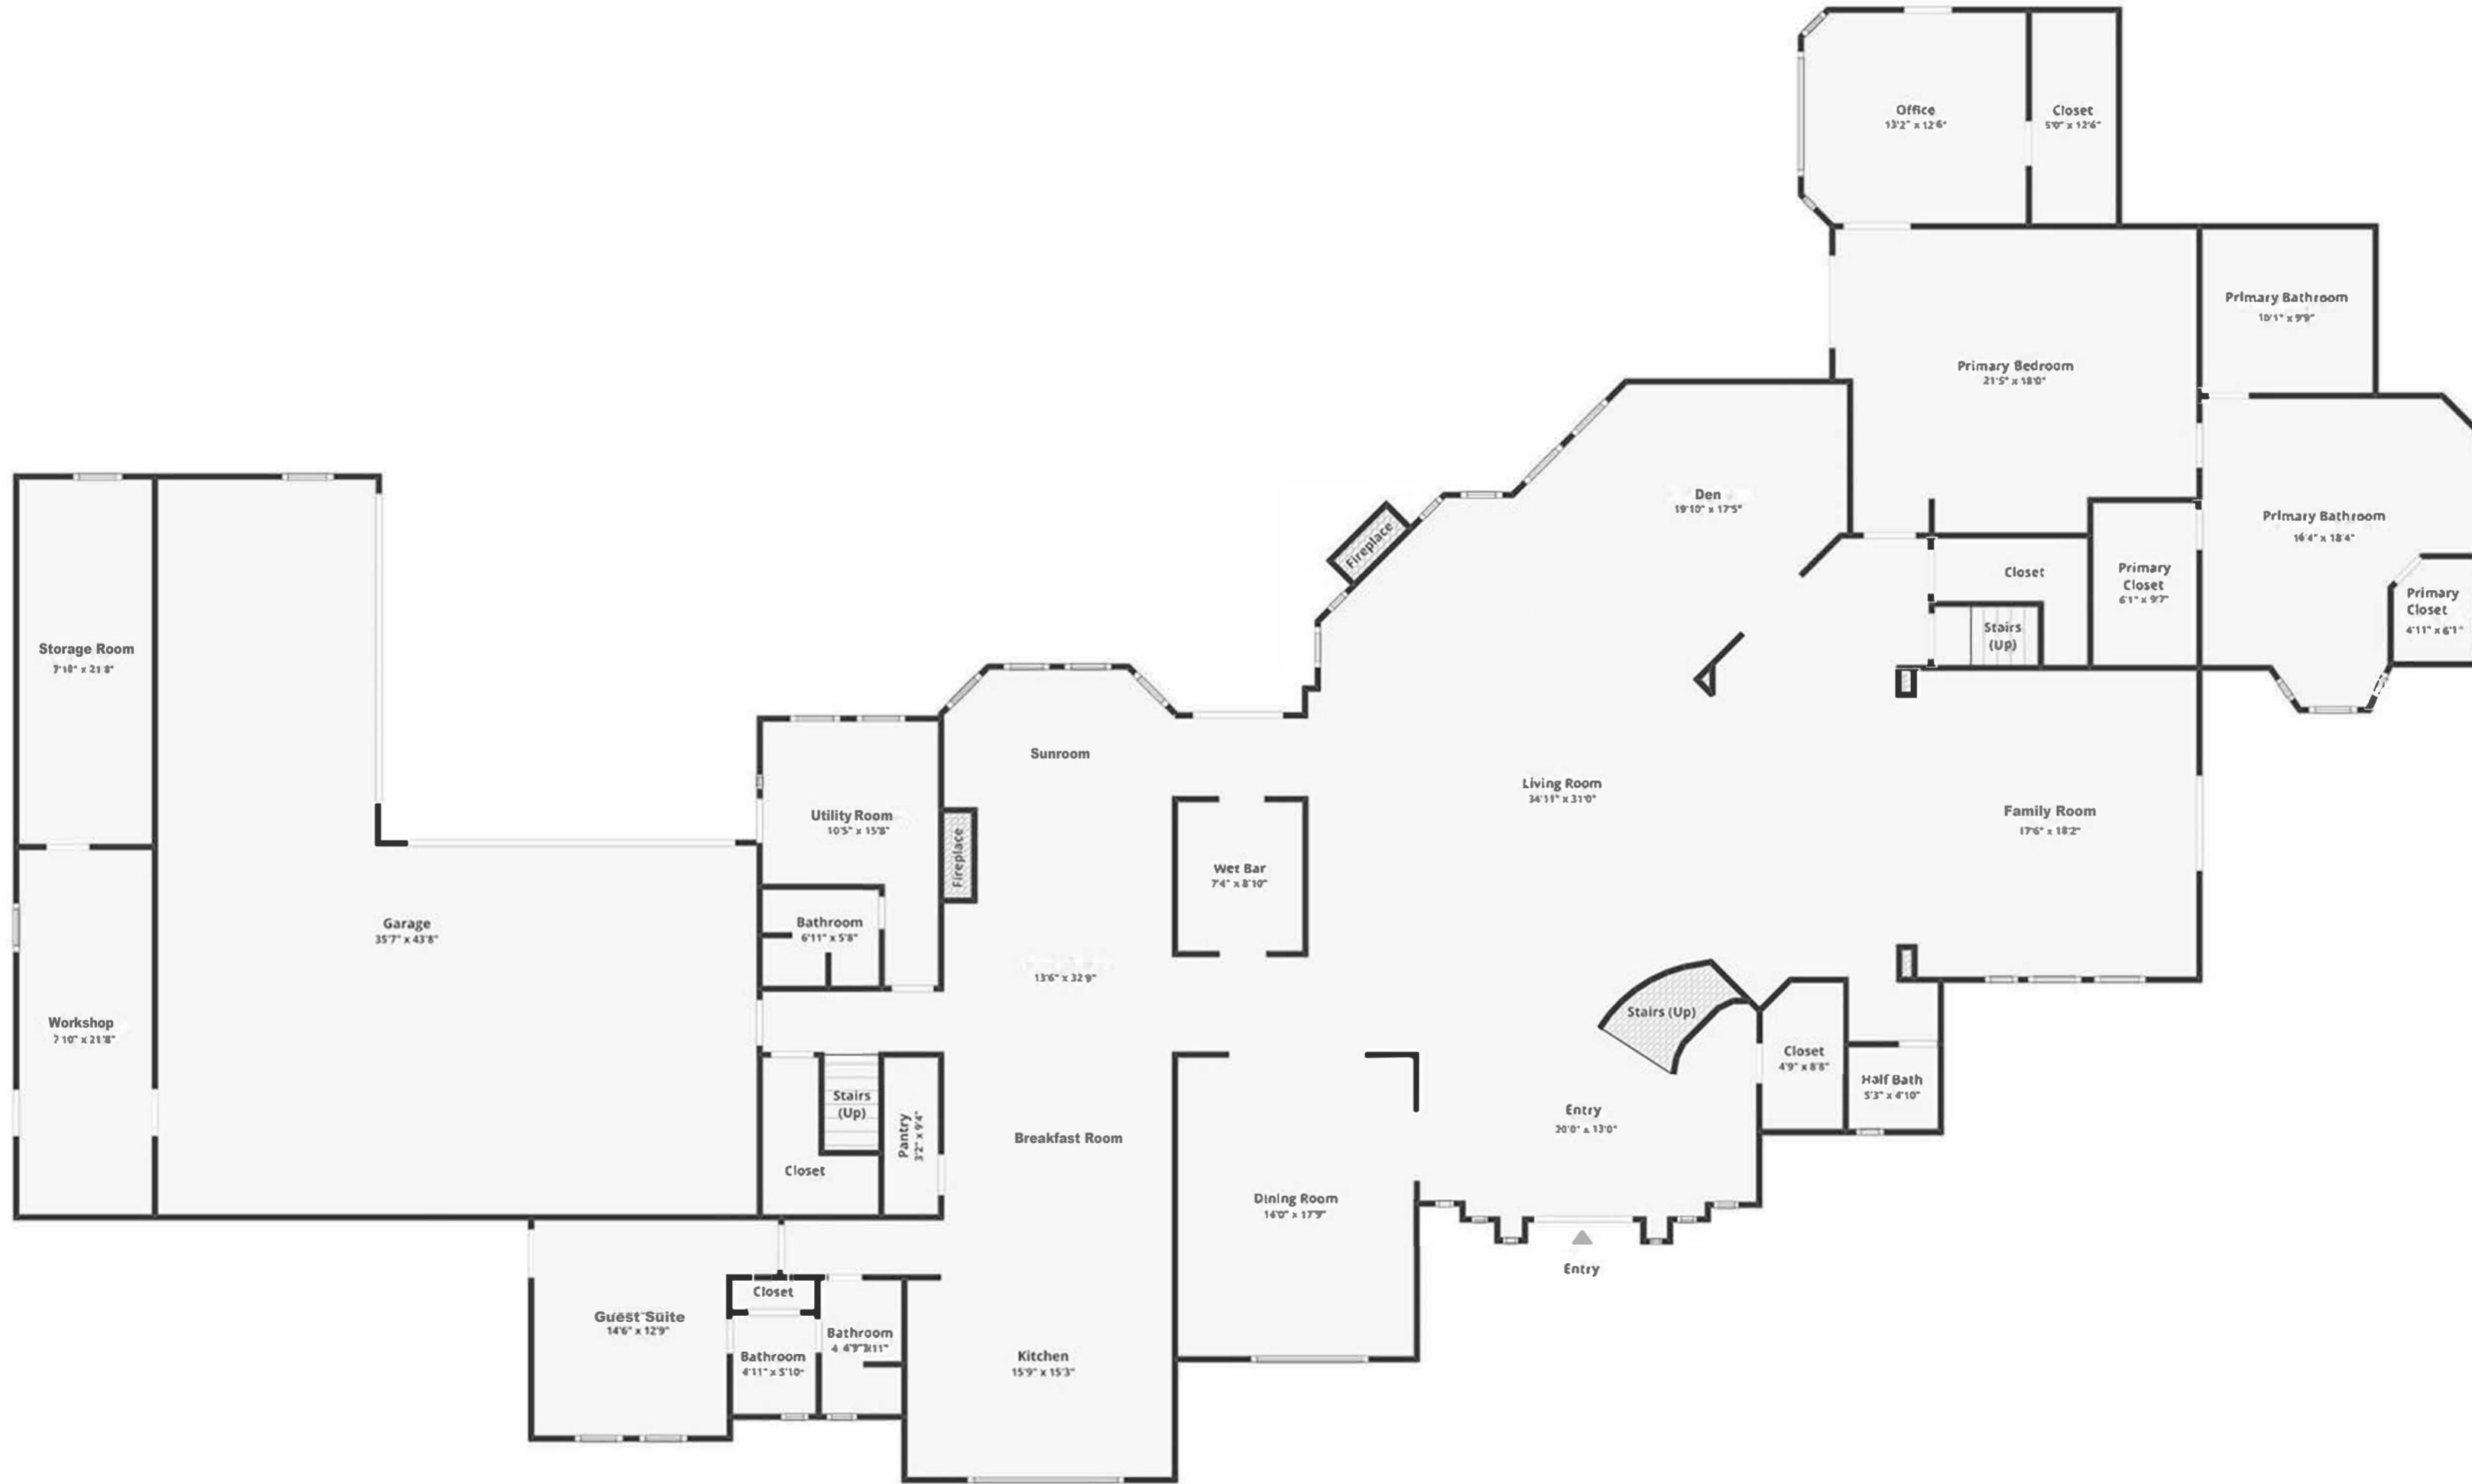 Office
13'2" x 12'6"
Closet
5'0" x 12'6"
Primary Bathroom
10'1" x 9'9"
Primary Bedroom
21'5" x 18'0"
Den
19'10" x 17'5"
Primary Bathroom
16'4" x 18'4"
Fireplace
Closet
Primary
Closet
6'1" x 9'7"
Primary
Closet
4'11" x 6'1"
Stairs
(Up)
Storage Room
7'10" x 21'8"
Sunroom
Living Room
34'11" x 31'0"
Family Room
17'6" x 18'2"
Utility Room
10'5" x 15'8"
Fireplace
Wet Bar
7'4" x 8'10"
Garage
35'7" x 43'8"
Bathroom
6'11" x 5'8"
13'6" x 32'9"
Workshop
7'10" x 21'8"
Stairs (Up)
Closet
4'9" x 8'8"
Half Bath
5'3" x 4'10"
Stairs
(Up)
Pantry
3'2" x 9'4"
Entry
20'0" x 13'0"
Breakfast Room
Closet
Dining Room
14'0" x 17'9"
Entry
Closet
Guest Suite
14'6" x 12'9"
Bathroom
Bathroom
4'11" x 5'10"
Kitchen
15'9" x 15'3"